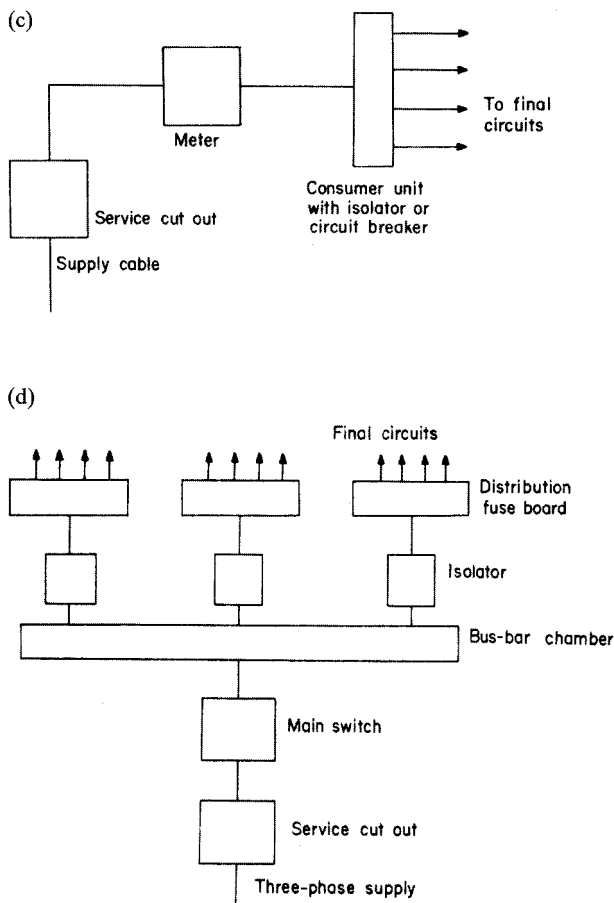 (c)
Meter
To final
circuits
Consumer unit
with isolator or
circuit breaker
Service cut out
Supply cable
(d)
Final circuits
Distribution
fuse board
Isolator
Bus-bar chamber
Main switch
Service cut out
Three-phase supply